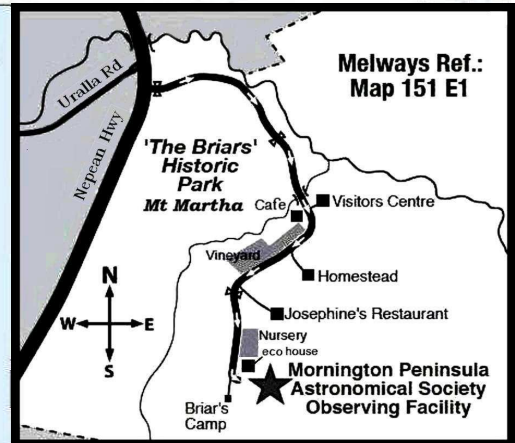 Melways Ref.:
Map 151 E1
Uralla Rd
Nepean Hwy
'The Briars'
Historic
Park
Mt Martha
Cafe
Visitors Centre
Vineyard
Homestead
N
W
E
S
Josephine's Restaurant
Nursery
eco house
Mornington Peninsula
Astronomical Society
Observing Facility
Briar's
Camp